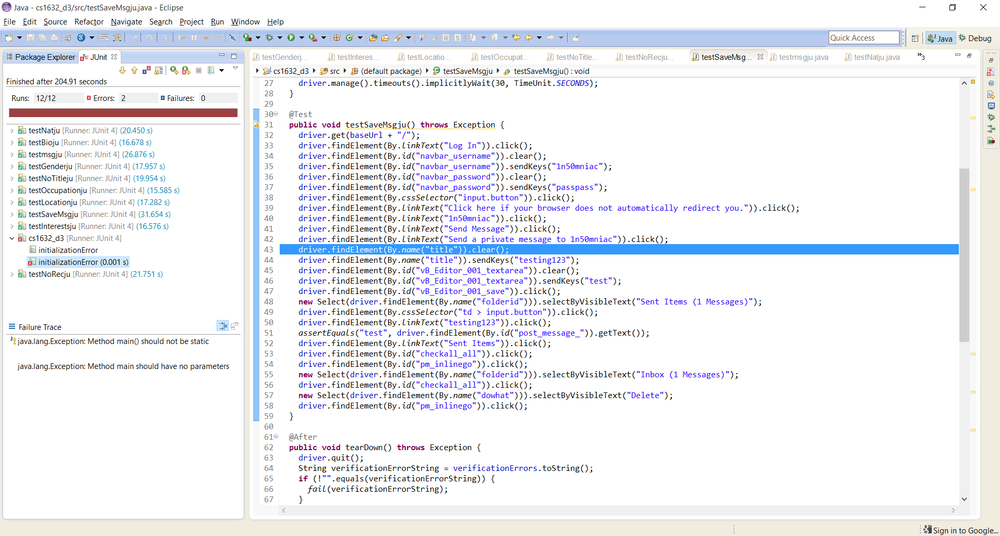 Java - cs1632_d3/src/testSaveMsgju.java - Eclipse
File Edit Source Refactor Navigate Search Project Run Window Help
Quick Access
Java
Debug
Package Explorer
JUnit
Finished after 204.91 seconds
Runs: 12/12 Errors: 2 Failures: 0
testNatju [Runner: JUnit 4] (20.450 s)
testBioju [Runner: JUnit 4] (16.678 s)
testmsgju [Runner: JUnit 4] (26.876 s)
testGenderju [Runner: JUnit 4] (17.957 s)
testNoTitleju [Runner: JUnit 4] (19.954 s)
testOccupationju [Runner: JUnit 4] (15.585 s)
testLocationju [Runner: JUnit 4] (17.282 s)
testSaveMsgju [Runner: JUnit 4] (31.654 s)
testInterestsju [Runner: JUnit 4] (16.576 s)
cs1632_d3 [Runner: JUnit 4]
initializationError
initializationError (0.001 s)
testNoRecju [Runner: JUnit 4] (21.751 s)
Failure Trace
java.lang.Exception: Method main() should not be static
java.lang.Exception: Method main should have no parameters
testGenderj... testInteres... testLocatio... testOccupat... testNoTitle... testNoRecju... testSaveMsg... testmsgju.java testNatju.java »3
cs1632_d3 src (default package) testSaveMsgju testSaveMsgju() : void
27 driver.manage().timeouts().implicitlyWait(30, TimeUnit.SECONDS);
28 }
29
30 @Test
31 public void testSaveMsgju() throws Exception {
32 driver.get(baseUrl + "/");
33 driver.findElement(By.linkText("Log In")).click();
34 driver.findElement(By.id("navbar_username")).clear();
35 driver.findElement(By.id("navbar_username")).sendKeys("1n50mniac");
36 driver.findElement(By.id("navbar_password")).clear();
37 driver.findElement(By.id("navbar_password")).sendKeys("passpass");
38 driver.findElement(By.cssSelector("input.button")).click();
39 driver.findElement(By.linkText("Click here if your browser does not automatically redirect you.")).click();
40 driver.findElement(By.linkText("1n50mniac")).click();
41 driver.findElement(By.linkText("Send Message")).click();
42 driver.findElement(By.linkText("Send a private message to 1n50mniac")).click();
43 driver.findElement(By.name("title")).clear();
44 driver.findElement(By.name("title")).sendKeys("testing123");
45 driver.findElement(By.id("vB_Editor_001_textarea")).clear();
46 driver.findElement(By.id("vB_Editor_001_textarea")).sendKeys("test");
47 driver.findElement(By.id("vB_Editor_001_save")).click();
48 new Select(driver.findElement(By.name("folderid"))).selectByVisibleText("Sent Items (1 Messages)");
49 driver.findElement(By.cssSelector("td > input.button")).click();
50 driver.findElement(By.linkText("testing123")).click();
51 assertEquals("test", driver.findElement(By.id("post_message_")).getText());
52 driver.findElement(By.linkText("Sent Items")).click();
53 driver.findElement(By.id("checkall_all")).click();
54 driver.findElement(By.id("pm_inlinego")).click();
55 new Select(driver.findElement(By.name("folderid"))).selectByVisibleText("Inbox (1 Messages)");
56 driver.findElement(By.id("checkall_all")).click();
57 new Select(driver.findElement(By.name("dowhat"))).selectByVisibleText("Delete");
58 driver.findElement(By.id("pm_inlinego")).click();
59 }
60
61 @After
62 public void tearDown() throws Exception {
63 driver.quit();
64 String verificationErrorString = verificationErrors.toString();
65 if (!"".equals(verificationErrorString)) {
66 fail(verificationErrorString);
67 }
Sign in to Google...